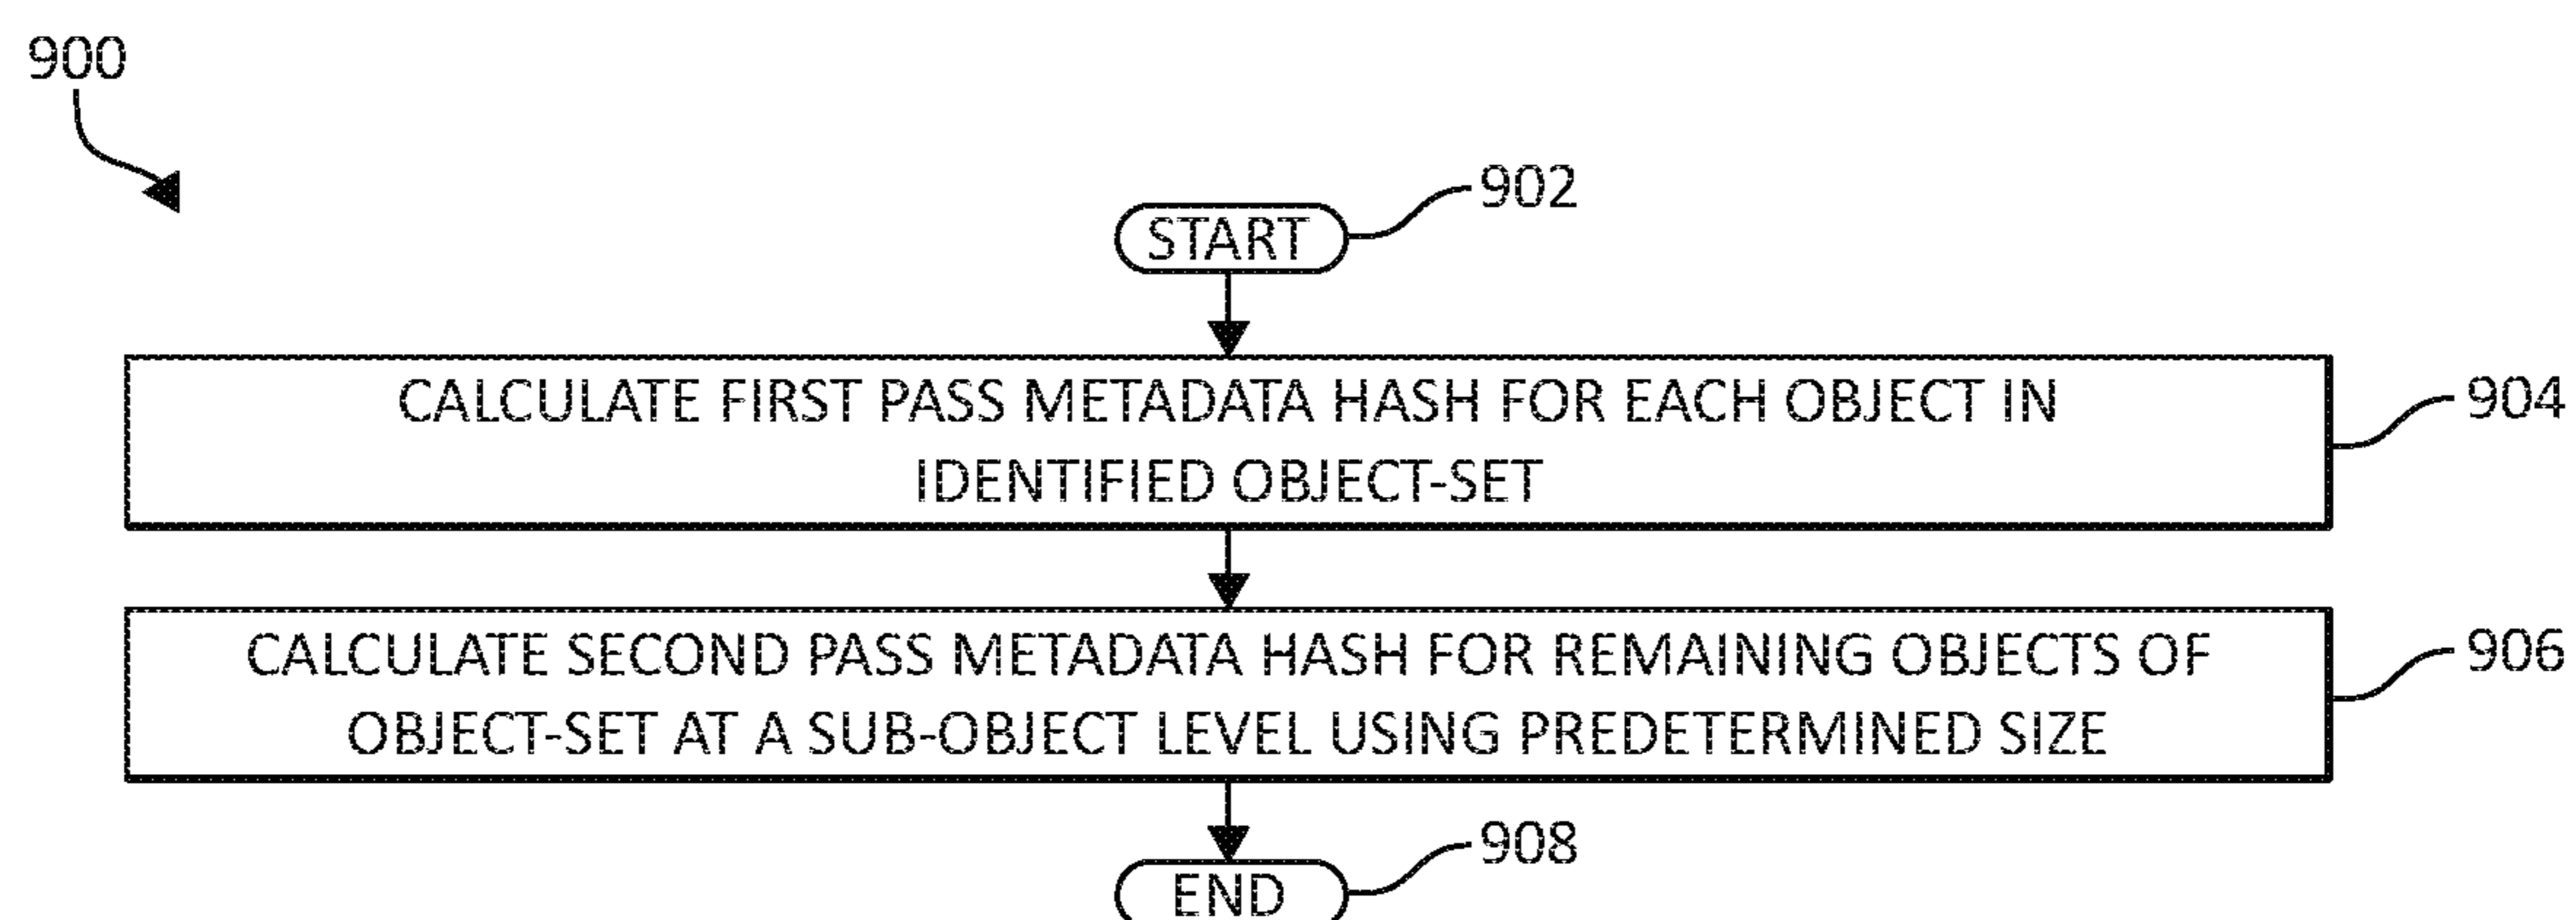 900
902
START
CALCULATE FIRST PASS METADATA HASH FOR EACH OBJECT IN
IDENTIFIED OBJECT-SET
904
CALCULATE SECOND PASS METADATA HASH FOR REMAINING OBJECTS OF
OBJECT-SET AT A SUB-OBJECT LEVEL USING PREDETERMINED SIZE
906
908
END